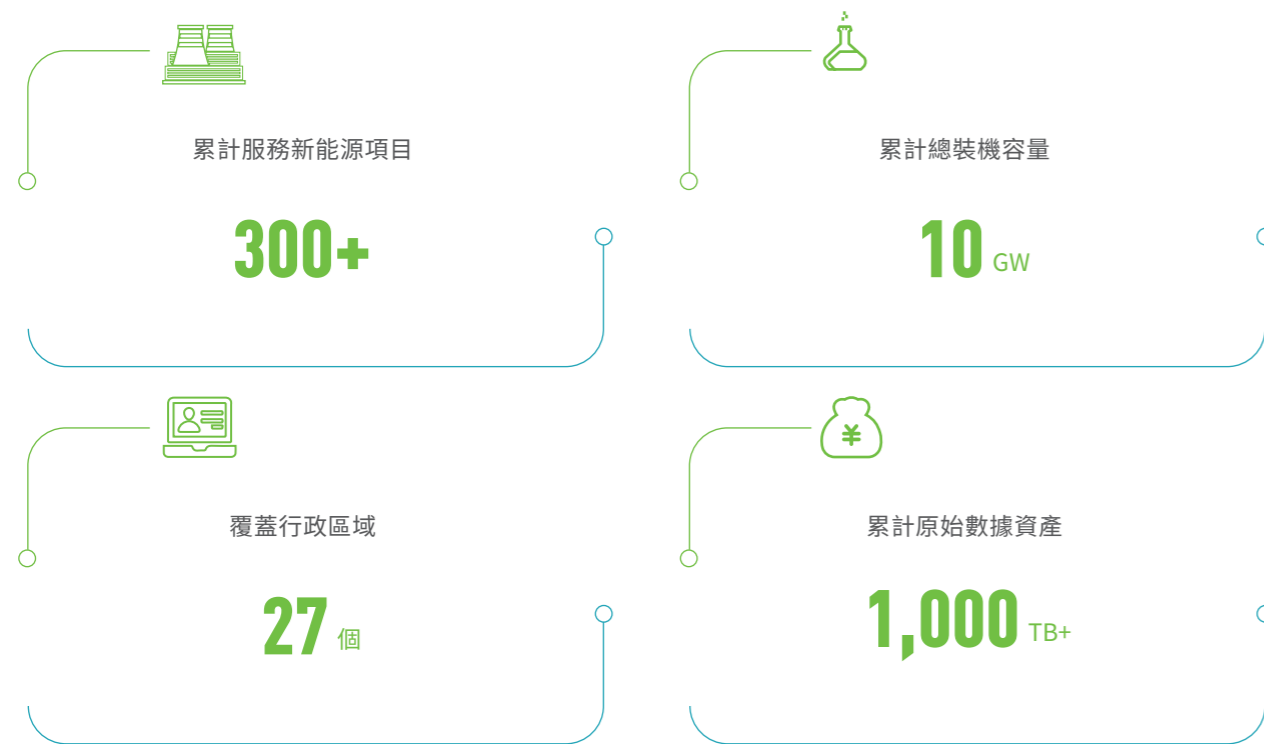 累計服務新能源項目
300+
累計總裝機容量
10 GW
覆蓋行政區域
27 個
¥
累計原始數據資產
1,000 TB+